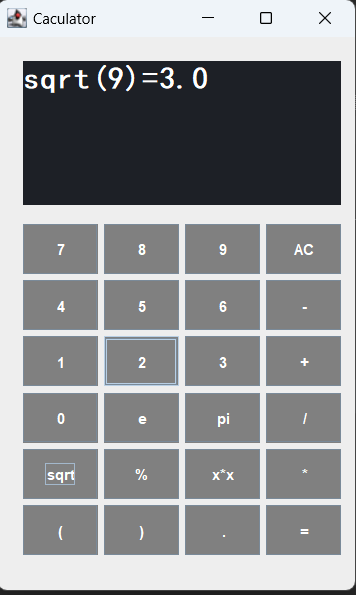 Caculator
sqrt(9)=3.0
7 8 9 AC
4 5 6 -
1 2 3 +
0 e pi /
sqrt % x*x *
( ) . =